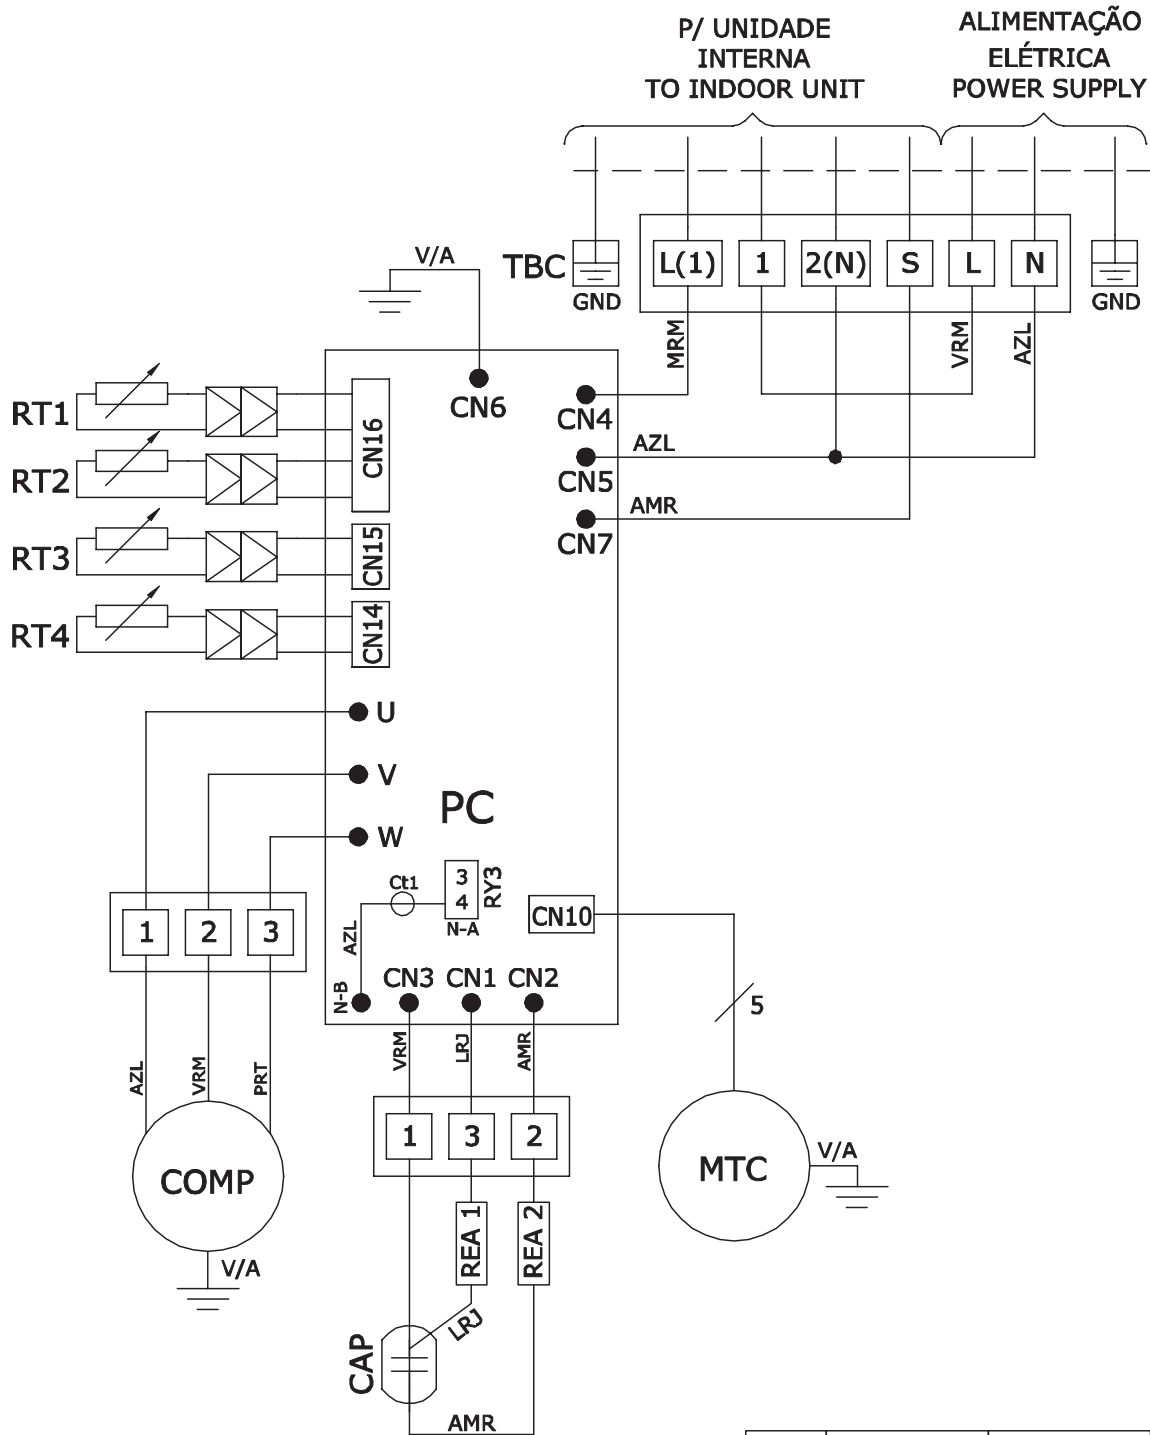 P/ UNIDADE
INTERNA
TO INDOOR UNIT
ALIMENTAÇÃO
ELÉTRICA
POWER SUPPLY
TBC
GND
L(1)
1
2(N)
S
L
N
GND
V/A
MRM
VRM
AZL
CN6
CN4
AZL
CN5
AMR
CN7
RT1
RT2
RT3
RT4
CN16
CN15
CN14
U
V
W
PC
Ct1
3
4
RY3
N-A
AZL
N-B
CN10
CN3
CN1
CN2
1
2
3
AZL
VRM
PRT
COMP
V/A
VRM
LRJ
AMR
1
3
2
REA 1
REA 2
LRJ
CAP
AMR
5
MTC
V/A